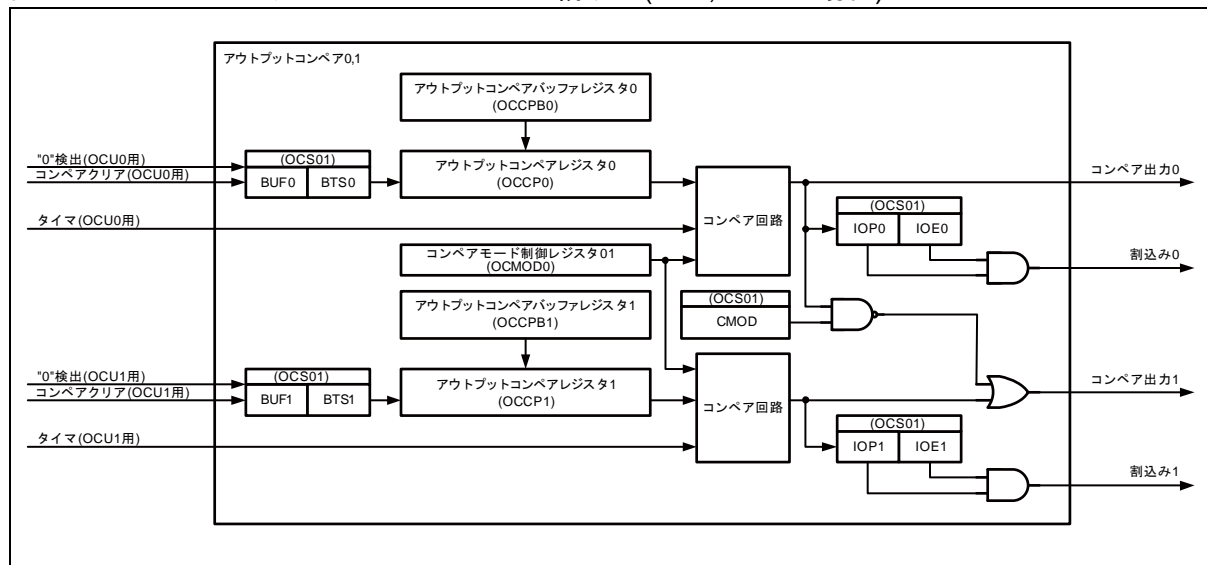 アウトプットコンペア0,1
アウトプットコンペアバッファレジスタ0
(OCCPB0)
"0"検出(OCU0用)
コンペアクリア(OCU0用)
(OCS01)
BUF0 BTS0
アウトプットコンペアレジスタ0
(OCCP0)
コンペア出力0
タイマ(OCU0用)
コンペア回路
(OCS01)
IOP0 IOE0
コンペアモード制御レジスタ01
(OCMOD0)
割込み0
アウトプットコンペアバッファレジスタ1
(OCCPB1)
(OCS01)
CMOD
"0"検出(OCU1用)
コンペアクリア(OCU1用)
(OCS01)
BUF1 BTS1
アウトプットコンペアレジスタ1
(OCCP1)
コンペア回路
コンペア出力1
タイマ(OCU1用)
(OCS01)
IOP1 IOE1
割込み1